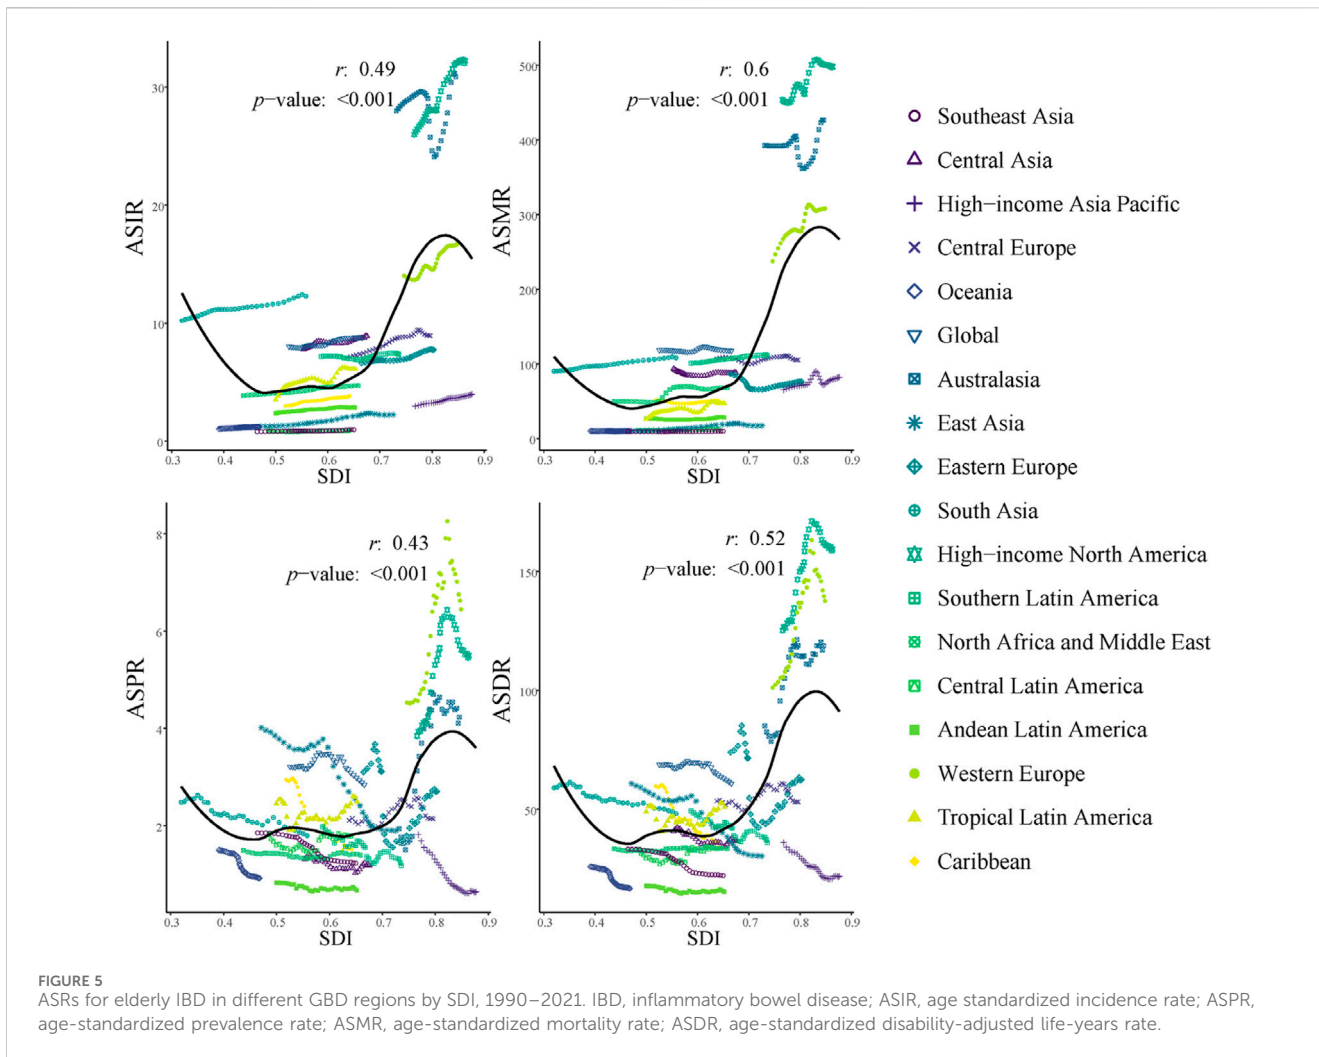 r: 0.49
p−value: <0.001
ASIR
30
20
10
0
0.3 0.4 0.5 0.6 0.7 0.8 0.9
SDI
r: 0.6
p−value: <0.001
ASMR
500
400
300
200
100
0
0.3 0.4 0.5 0.6 0.7 0.8 0.9
SDI
r: 0.43
p−value: <0.001
ASPR
8
6
4
2
0.3 0.4 0.5 0.6 0.7 0.8 0.9
SDI
r: 0.52
p−value: <0.001
ASDR
150
100
50
0.3 0.4 0.5 0.6 0.7 0.8 0.9
SDI
Southeast Asia
Central Asia
High−income Asia Pacific
Central Europe
Oceania
Global
Australasia
East Asia
Eastern Europe
South Asia
High−income North America
Southern Latin America
North Africa and Middle East
Central Latin America
Andean Latin America
Western Europe
Tropical Latin America
Caribbean
FIGURE 5
ASRs for elderly IBD in different GBD regions by SDI, 1990–2021. IBD, inflammatory bowel disease; ASIR, age standardized incidence rate; ASPR,
age-standardized prevalence rate; ASMR, age-standardized mortality rate; ASDR, age-standardized disability-adjusted life-years rate.